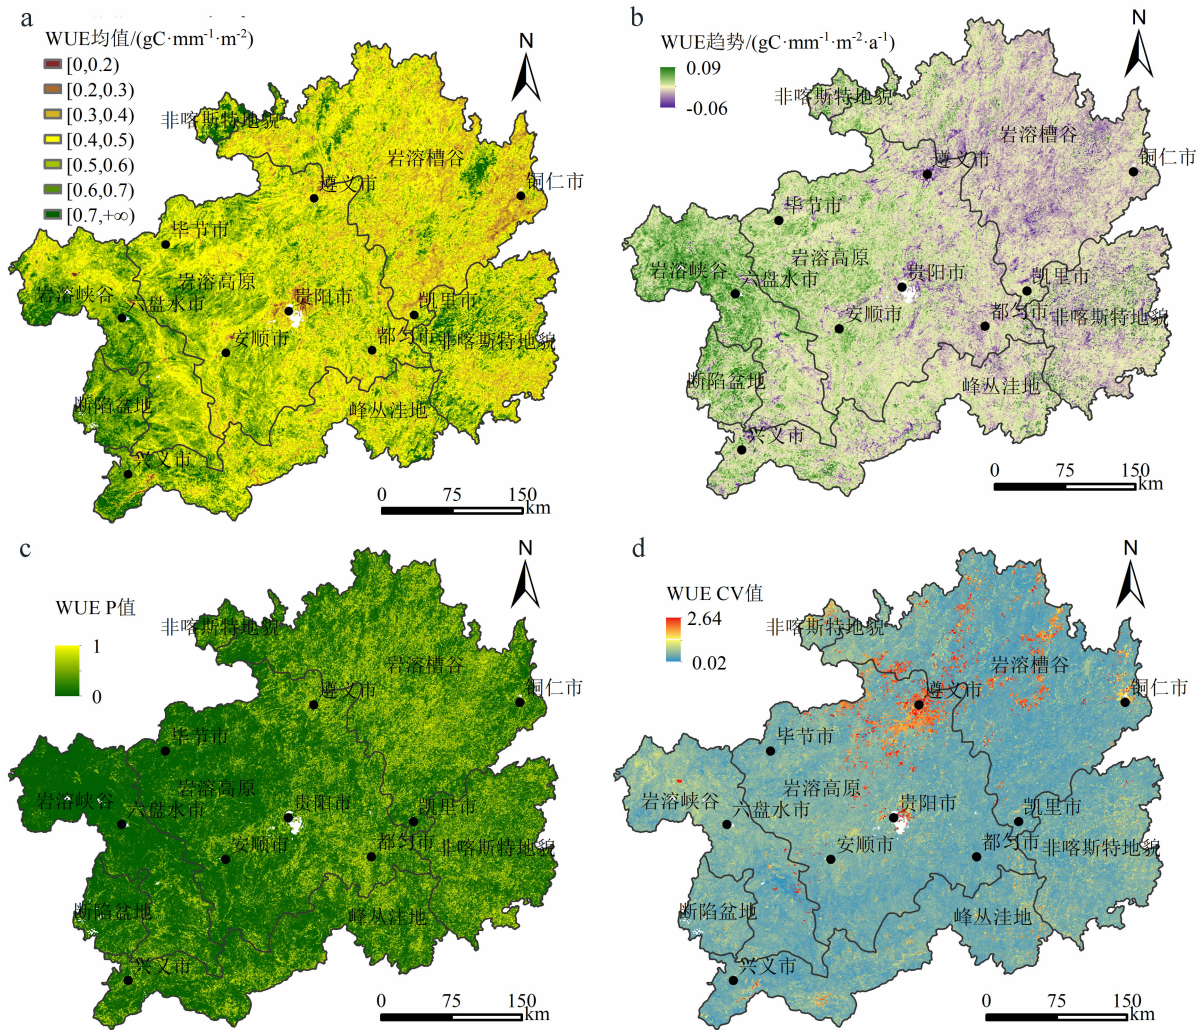 a
WUE均值/(gC·mm-1·m-2)
[0,0.2)
[0.2,0.3)
[0.3,0.4)
[0.4,0.5)
[0.5,0.6)
[0.6,0.7)
[0.7,+∞)
N
非喀斯特地貌
岩溶槽谷
铜仁市
遵义市
毕节市
岩溶高原
岩溶峡谷
六盘水市
贵阳市
凯里市
安顺市
都匀市
非喀斯特地貌
断陷盆地
峰丛洼地
兴义市
0 75 150
km
b
WUE趋势/(gC·mm-1·m-2·a-1)
0.09
-0.06
N
非喀斯特地貌
岩溶槽谷
铜仁市
遵义市
毕节市
岩溶高原
岩溶峡谷
六盘水市
贵阳市
凯里市
安顺市
都匀市
非喀斯特地貌
断陷盆地
峰丛洼地
兴义市
0 75 150
km
c
WUE P值
1
0
N
非喀斯特地貌
岩溶槽谷
铜仁市
遵义市
毕节市
岩溶高原
岩溶峡谷
六盘水市
贵阳市
凯里市
安顺市
都匀市
非喀斯特地貌
断陷盆地
峰丛洼地
兴义市
0 75 150
km
d
WUE CV值
2.64
0.02
N
非喀斯特地貌
岩溶槽谷
铜仁市
遵义市
毕节市
岩溶高原
岩溶峡谷
六盘水市
贵阳市
凯里市
安顺市
都匀市
非喀斯特地貌
断陷盆地
峰丛洼地
兴义市
0 75 150
km